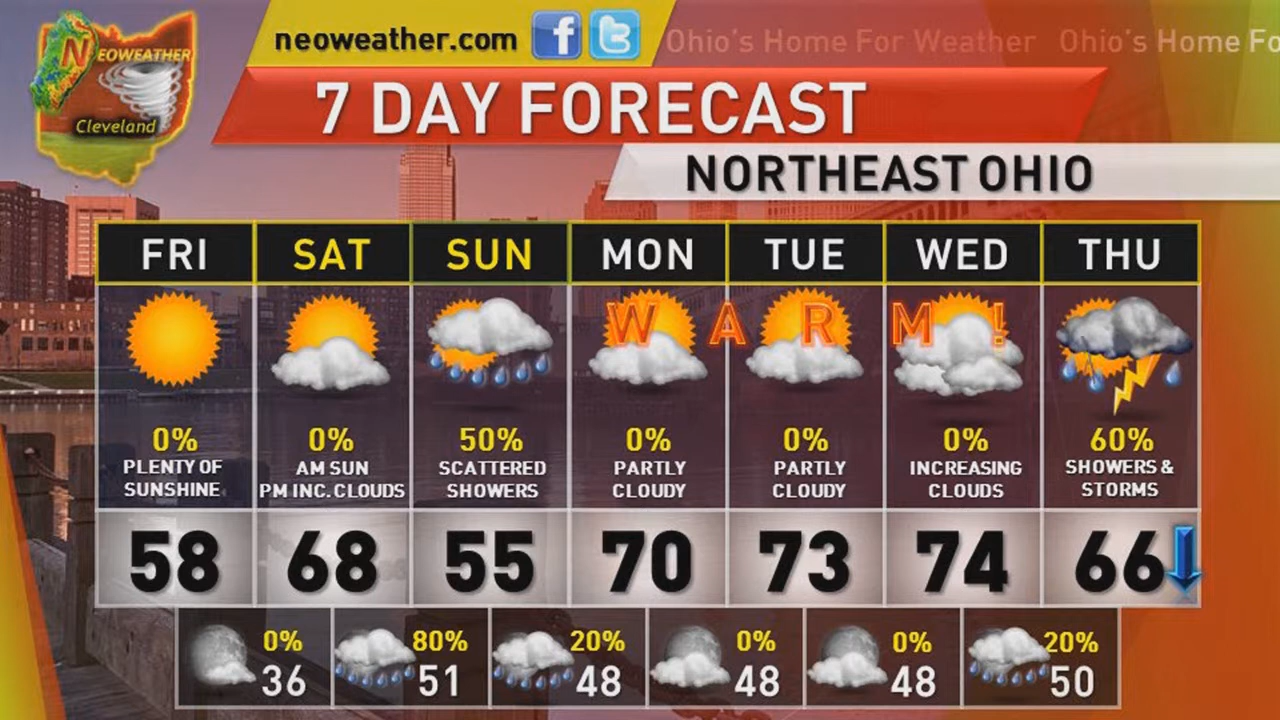 NEOWEATHER
Cleveland
neoweather.com
Ohio's Home For Weather Ohio's Home Fo
7 DAY FORECAST
NORTHEAST OHIO
FRI SAT SUN MON TUE WED THU
W A R M !
0% 0% 50% 0% 0% 0% 60%
PLENTY OF AM SUN SCATTERED PARTLY PARTLY INCREASING SHOWERS &
SUNSHINE PM INC. CLOUDS SHOWERS CLOUDY CLOUDY CLOUDS STORMS
58 68 55 70 73 74 66
0% 80% 20% 0% 0% 20%
36 51 48 48 48 50